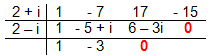 2 + i 1 - 7 17 - 15
2 – i 1 - 5 + i 6 – 3i 0
1 - 3 0